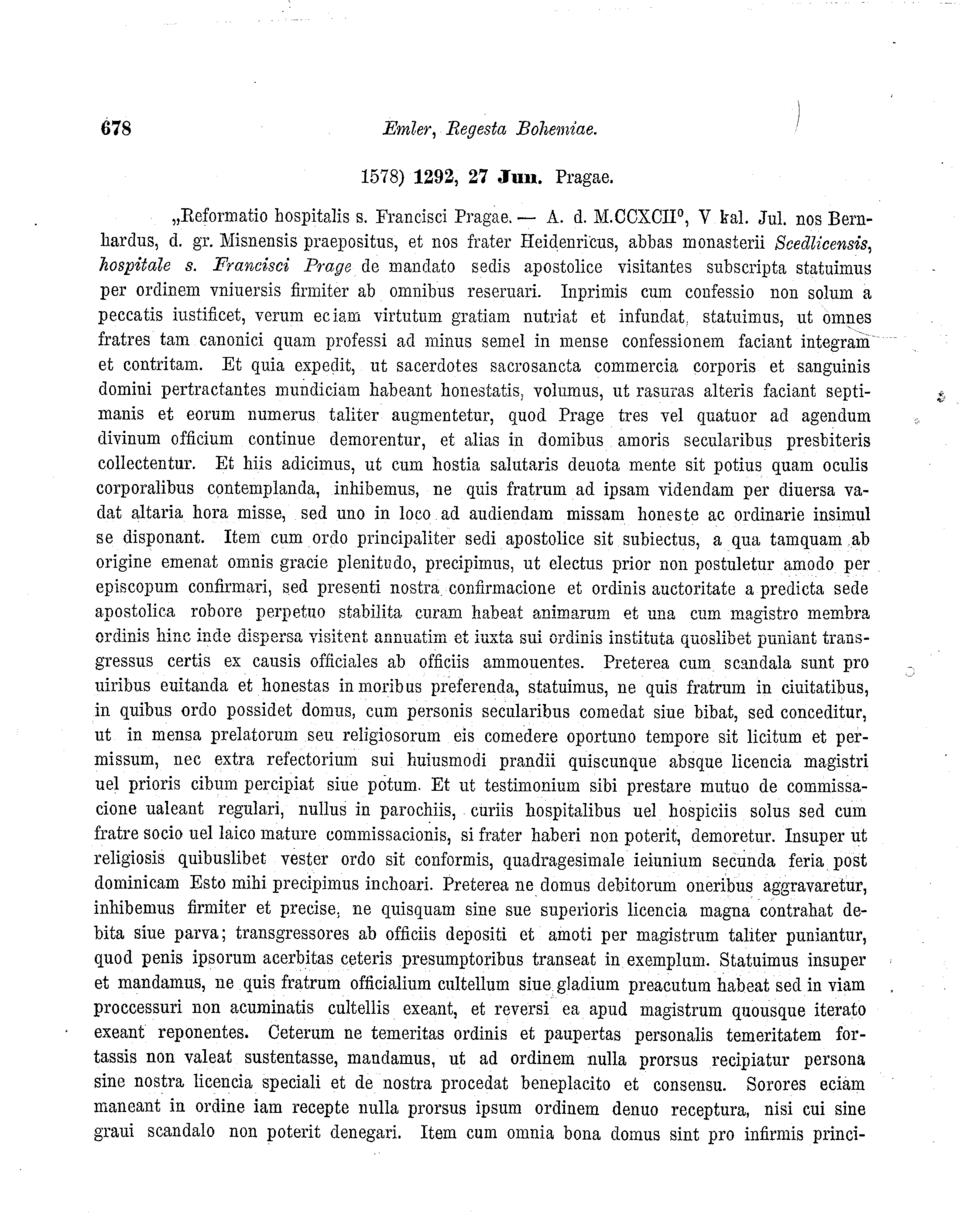 678
Emler, Regesta Bohemiae.
1578) 1292, 27 Jun. Pragae.
„Reformatio hospitalis s. Francisci Pragae. — A. d. M.CCXCII⁰, V kal. Jul. nos Bern-
hardus, d. gr. Misnensis praepositus, et nos frater Heidenricus, abbas monasterii Scedlicensis,
hospitale s. Francisci Prage de mandato sedis apostolice visitantes subscripta statuimus
per ordinem vniuersis firmiter ab omnibus reseruari. Inprimis cum confessio non solum a
peccatis iustificet, verum eciam virtutum gratiam nutriat et infundat, statuimus, ut omnes
fratres tam canonici quam professi ad minus semel in mense confessionem faciant integram
et contritam. Et quia expedit, ut sacerdotes sacrosancta commercia corporis et sanguinis
domini pertractantes mundiciam habeant honestatis, volumus, ut rasuras alteris faciant septi-
manis et eorum numerus taliter augmentetur, quod Prage tres vel quatuor ad agendum
divinum officium continue demorentur, et alias in domibus amoris secularibus presbiteris
collectentur. Et hiis adicimus, ut cum hostia salutaris deuota mente sit potius quam oculis
corporalibus contemplanda, inhibemus, ne quis fratrum ad ipsam videndam per diuersa va-
dat altaria hora misse, sed uno in loco ad audiendam missam honeste ac ordinarie insimul
se disponant. Item cum ordo principaliter sedi apostolice sit subiectus, a qua tamquam ab
origine emenat omnis gracie plenitudo, precipimus, ut electus prior non postuletur amodo per
episcopum confirmari, sed presenti nostra confirmacione et ordinis auctoritate a predicta sede
apostolica robore perpetuo stabilita curam habeat animarum et una cum magistro membra
ordinis hinc inde dispersa visitent annuatim et iuxta sui ordinis instituta quoslibet puniant trans-
gressus certis ex causis officiales ab officiis ammouentes. Preterea cum scandala sunt pro
uiribus euitanda et honestas in moribus preferenda, statuimus, ne quis fratrum in ciuitatibus,
in quibus ordo possidet domus, cum personis secularibus comedat siue bibat, sed conceditur,
ut in mensa prelatorum seu religiosorum eis comedere oportuno tempore sit licitum et per-
missum, nec extra refectorium sui huiusmodi prandii quiscunque absque licencia magistri
uel prioris cibum percipiat siue potum. Et ut testimonium sibi prestare mutuo de commissa-
cione ualeant regulari, nullus in parochiis, curiis hospitalibus uel hospiciis solus sed cum
fratre socio uel laico mature commissacionis, si frater haberi non poterit, demoretur. Insuper ut
religiosis quibuslibet vester ordo sit conformis, quadragesimale ieiunium secunda feria post
dominicam Esto mihi precipimus inchoari. Preterea ne domus debitorum oneribus aggravaretur,
inhibemus firmiter et precise, ne quisquam sine sue superioris licencia magna contrahat de-
bita siue parva; transgressores ab officiis depositi et amoti per magistrum taliter puniantur,
quod penis ipsorum acerbitas ceteris presumptoribus transeat in exemplum. Statuimus insuper
et mandamus, ne quis fratrum officialium cultellum siue gladium preacutum habeat sed in viam
proccessuri non acuminatis cultellis exeant, et reversi ea apud magistrum quousque iterato
exeant reponentes. Ceterum ne temeritas ordinis et paupertas personalis temeritatem for-
tassis non valeat sustentasse, mandamus, ut ad ordinem nulla prorsus recipiatur persona
sine nostra licencia speciali et de nostra procedat beneplacito et consensu. Sorores eciam
maneant in ordine iam recepte nulla prorsus ipsum ordinem denuo receptura, nisi cui sine
graui scandalo non poterit denegari. Item cum omnia bona domus sint pro infirmis princi-